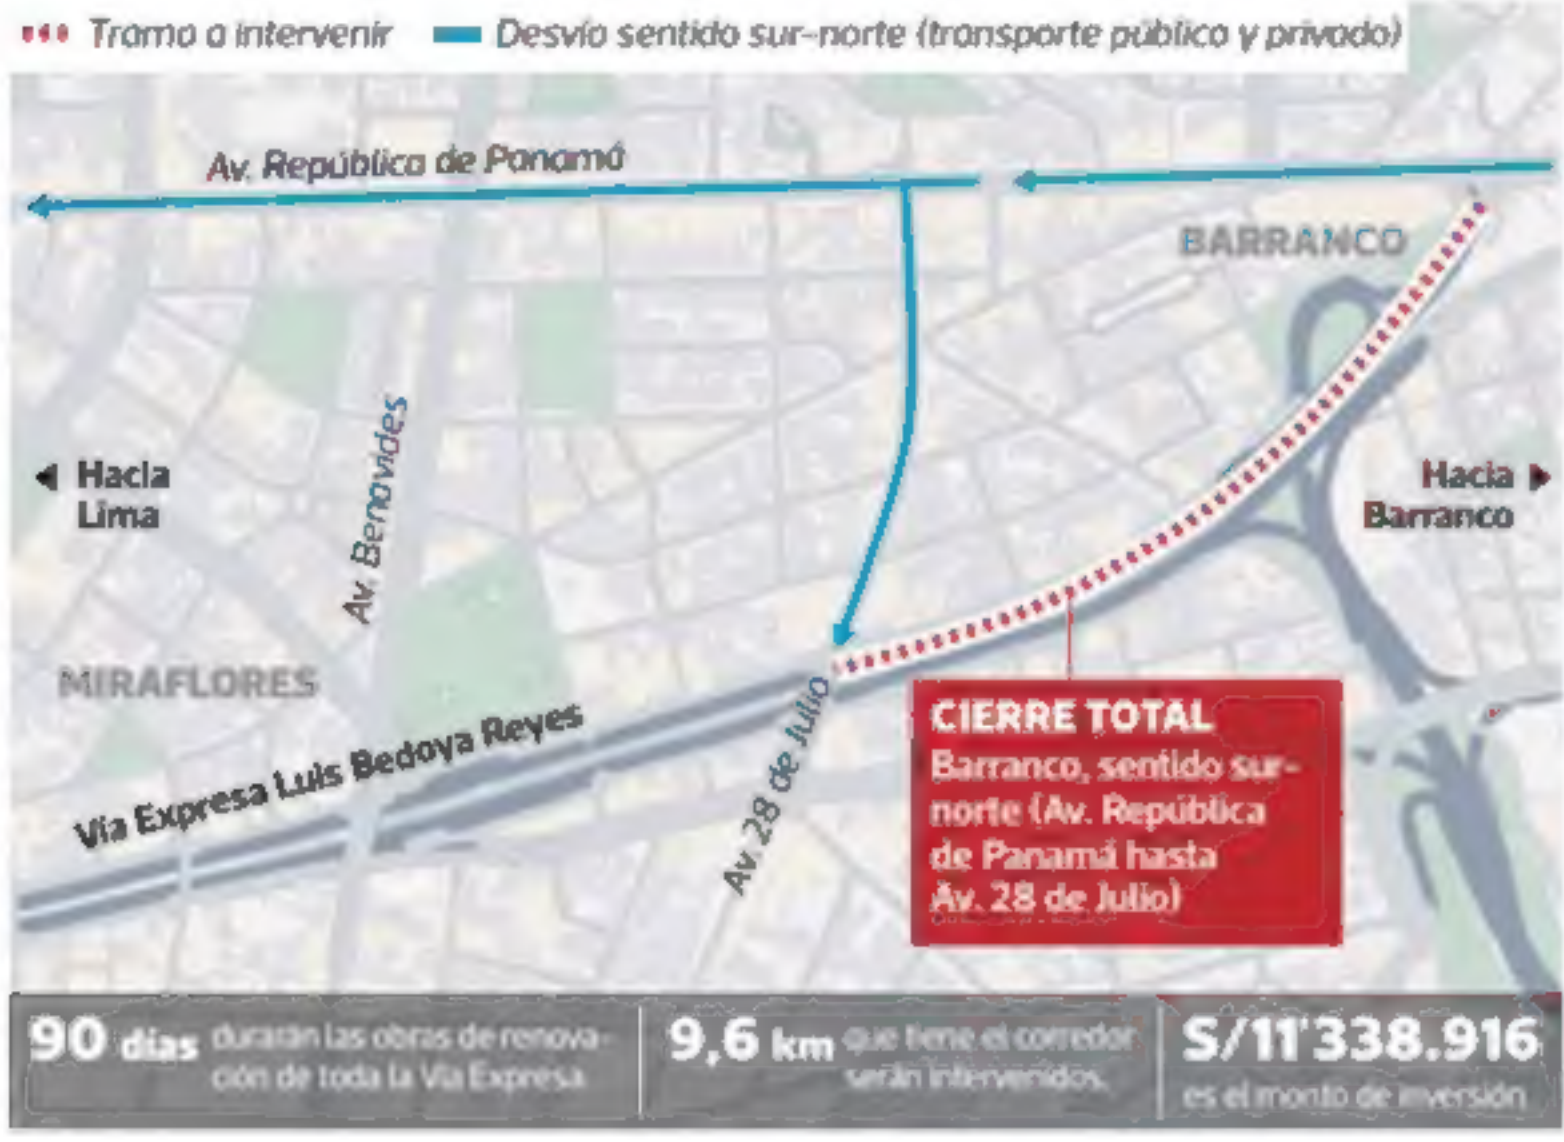 Tramo a intervenir
Desvío sentido sur-norte (transporte público y privado)
Av. República de Panamá
BARRANCO
Av. Benavides
Hacia
Lima
Hacia
Barranco
MIRAFLORES
Vía Expresa Luis Bedoya Reyes
Av. 28 de Julio
CIERRE TOTAL
Barranco, sentido sur-
norte (Av. República
de Panamá hasta
Av. 28 de Julio)
90 días durarán las obras de renova-
ción de toda la Vía Expresa.
9,6 km que tiene el corredor
serán intervenidos.
S/11'338.916
es el monto de inversión